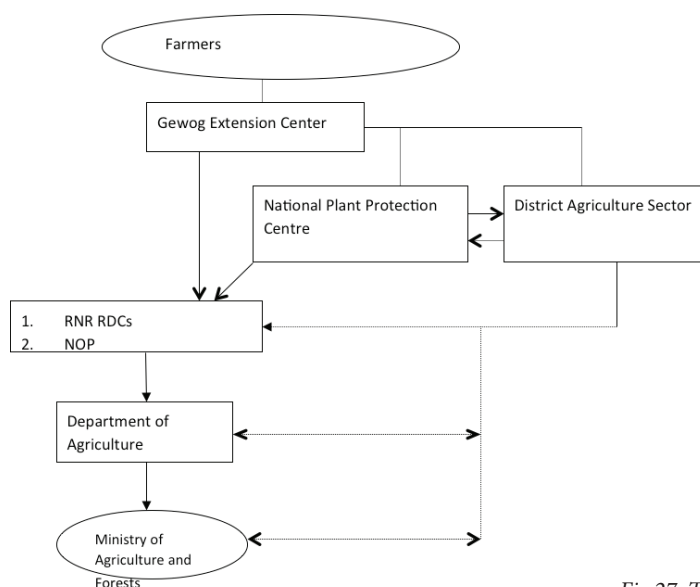 Farmers
Gewog Extension Center
National Plant Protection
Centre
District Agriculture Sector
1. RNR RDCs
2. NOP
Department of
Agriculture
Ministry of
Agriculture and
Forests